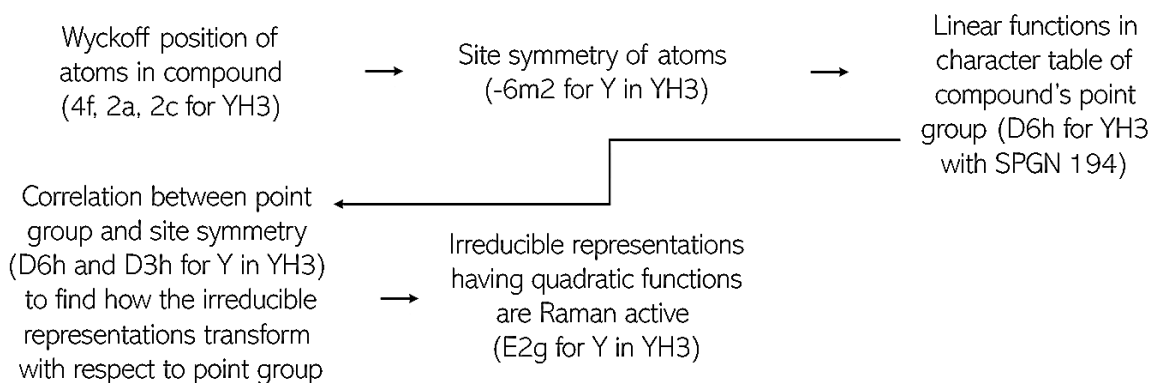 Wyckoff position of
atoms in compound
(4f, 2a, 2c for YH3)
Site symmetry of atoms
(-6m2 for Y in YH3)
Linear functions in
character table of
compound's point
group (D6h for YH3
with SPGN 194)
Correlation between point
group and site symmetry
(D6h and D3h for Y in YH3)
to find how the irreducible
representations transform
with respect to point group
Irreducible representations
having quadratic functions
are Raman active
(E2g for Y in YH3)